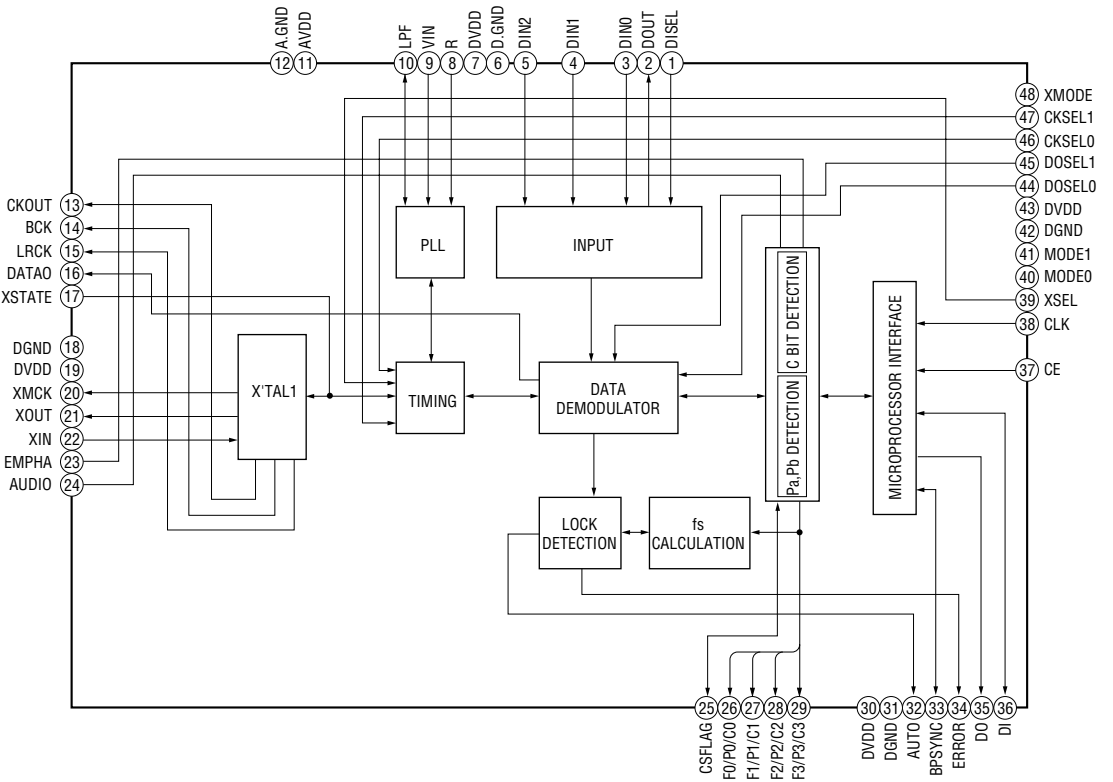 A.GND
AVDD
LPF
VIN
R
DVDD
D.GND
DIN2
DIN1
DIN0
DOUT
DISEL
12
11
10
9
8
7
6
5
4
3
2
1
48 XMODE
47 CKSEL1
46 CKSEL0
45 DOSEL1
44 DOSEL0
43 DVDD
42 DGND
41 MODE1
40 MODE0
39 XSEL
38 CLK
37 CE
CKOUT 13
BCK 14
LRCK 15
DATAO 16
XSTATE 17
DGND 18
DVDD 19
XMCK 20
XOUT 21
XIN 22
EMPHA 23
AUDIO 24
PLL
INPUT
C BIT DETECTION
Pa,Pb DETECTION
MICROPROCESSOR INTERFACE
X'TAL1
TIMING
DATA
DEMODULATOR
LOCK
DETECTION
fs
CALCULATION
25
26
27
28
29
30
31
32
33
34
35
36
CSFLAG
F0/P0/C0
F1/P1/C1
F2/P2/C2
F3/P3/C3
DVDD
DGND
AUTO
BPSYNC
ERROR
DO
DI